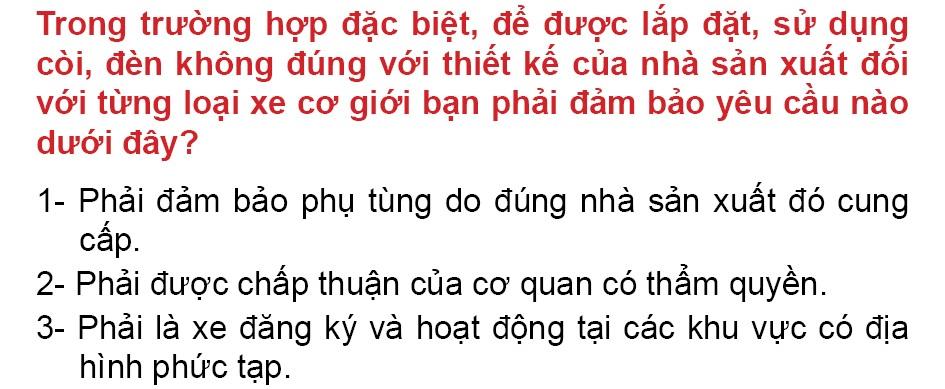 Trong trường hợp đặc biệt, để được lắp đặt, sử dụng
còi, đèn không đúng với thiết kế của nhà sản xuất đối
với từng loại xe cơ giới bạn phải đảm bảo yêu cầu nào
dưới đây?
1- Phải đảm bảo phụ tùng do đúng nhà sản xuất đó cung
cấp.
2- Phải được chấp thuận của cơ quan có thẩm quyền.
3- Phải là xe đăng ký và hoạt động tại các khu vực có địa
hình phức tạp.